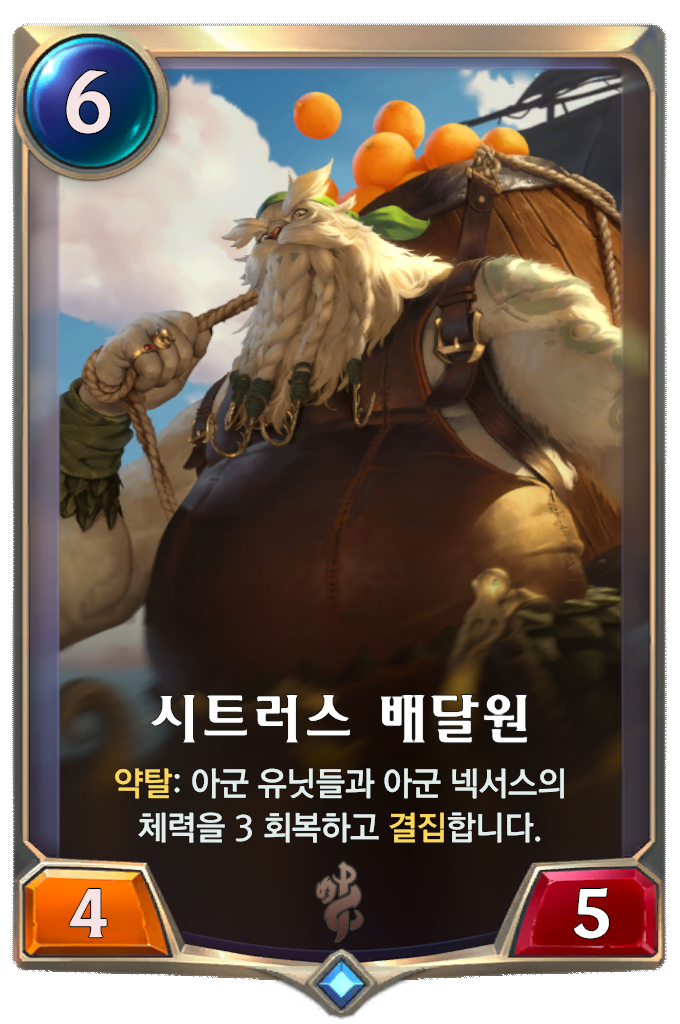 6
시트러스 배달원
약탈: 아군 유닛들과 아군 넥서스의
체력을 3 회복하고 결집합니다.
4
5